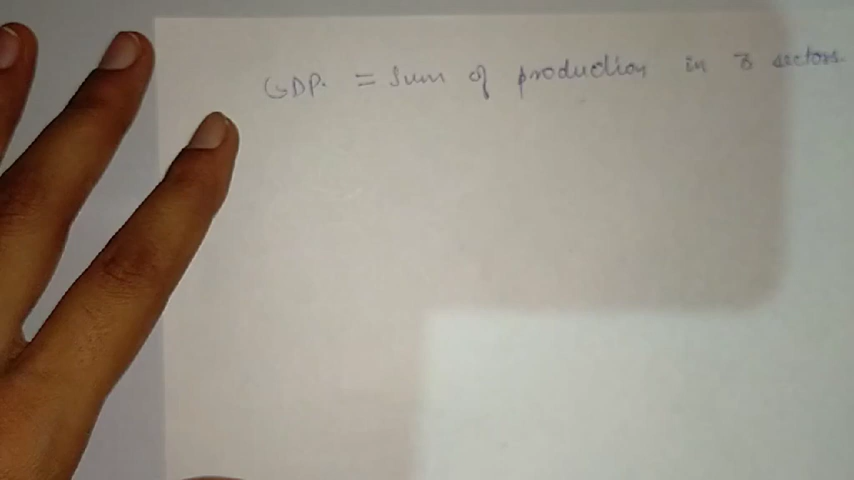 GDP. = Sum of production in 3 sectors.